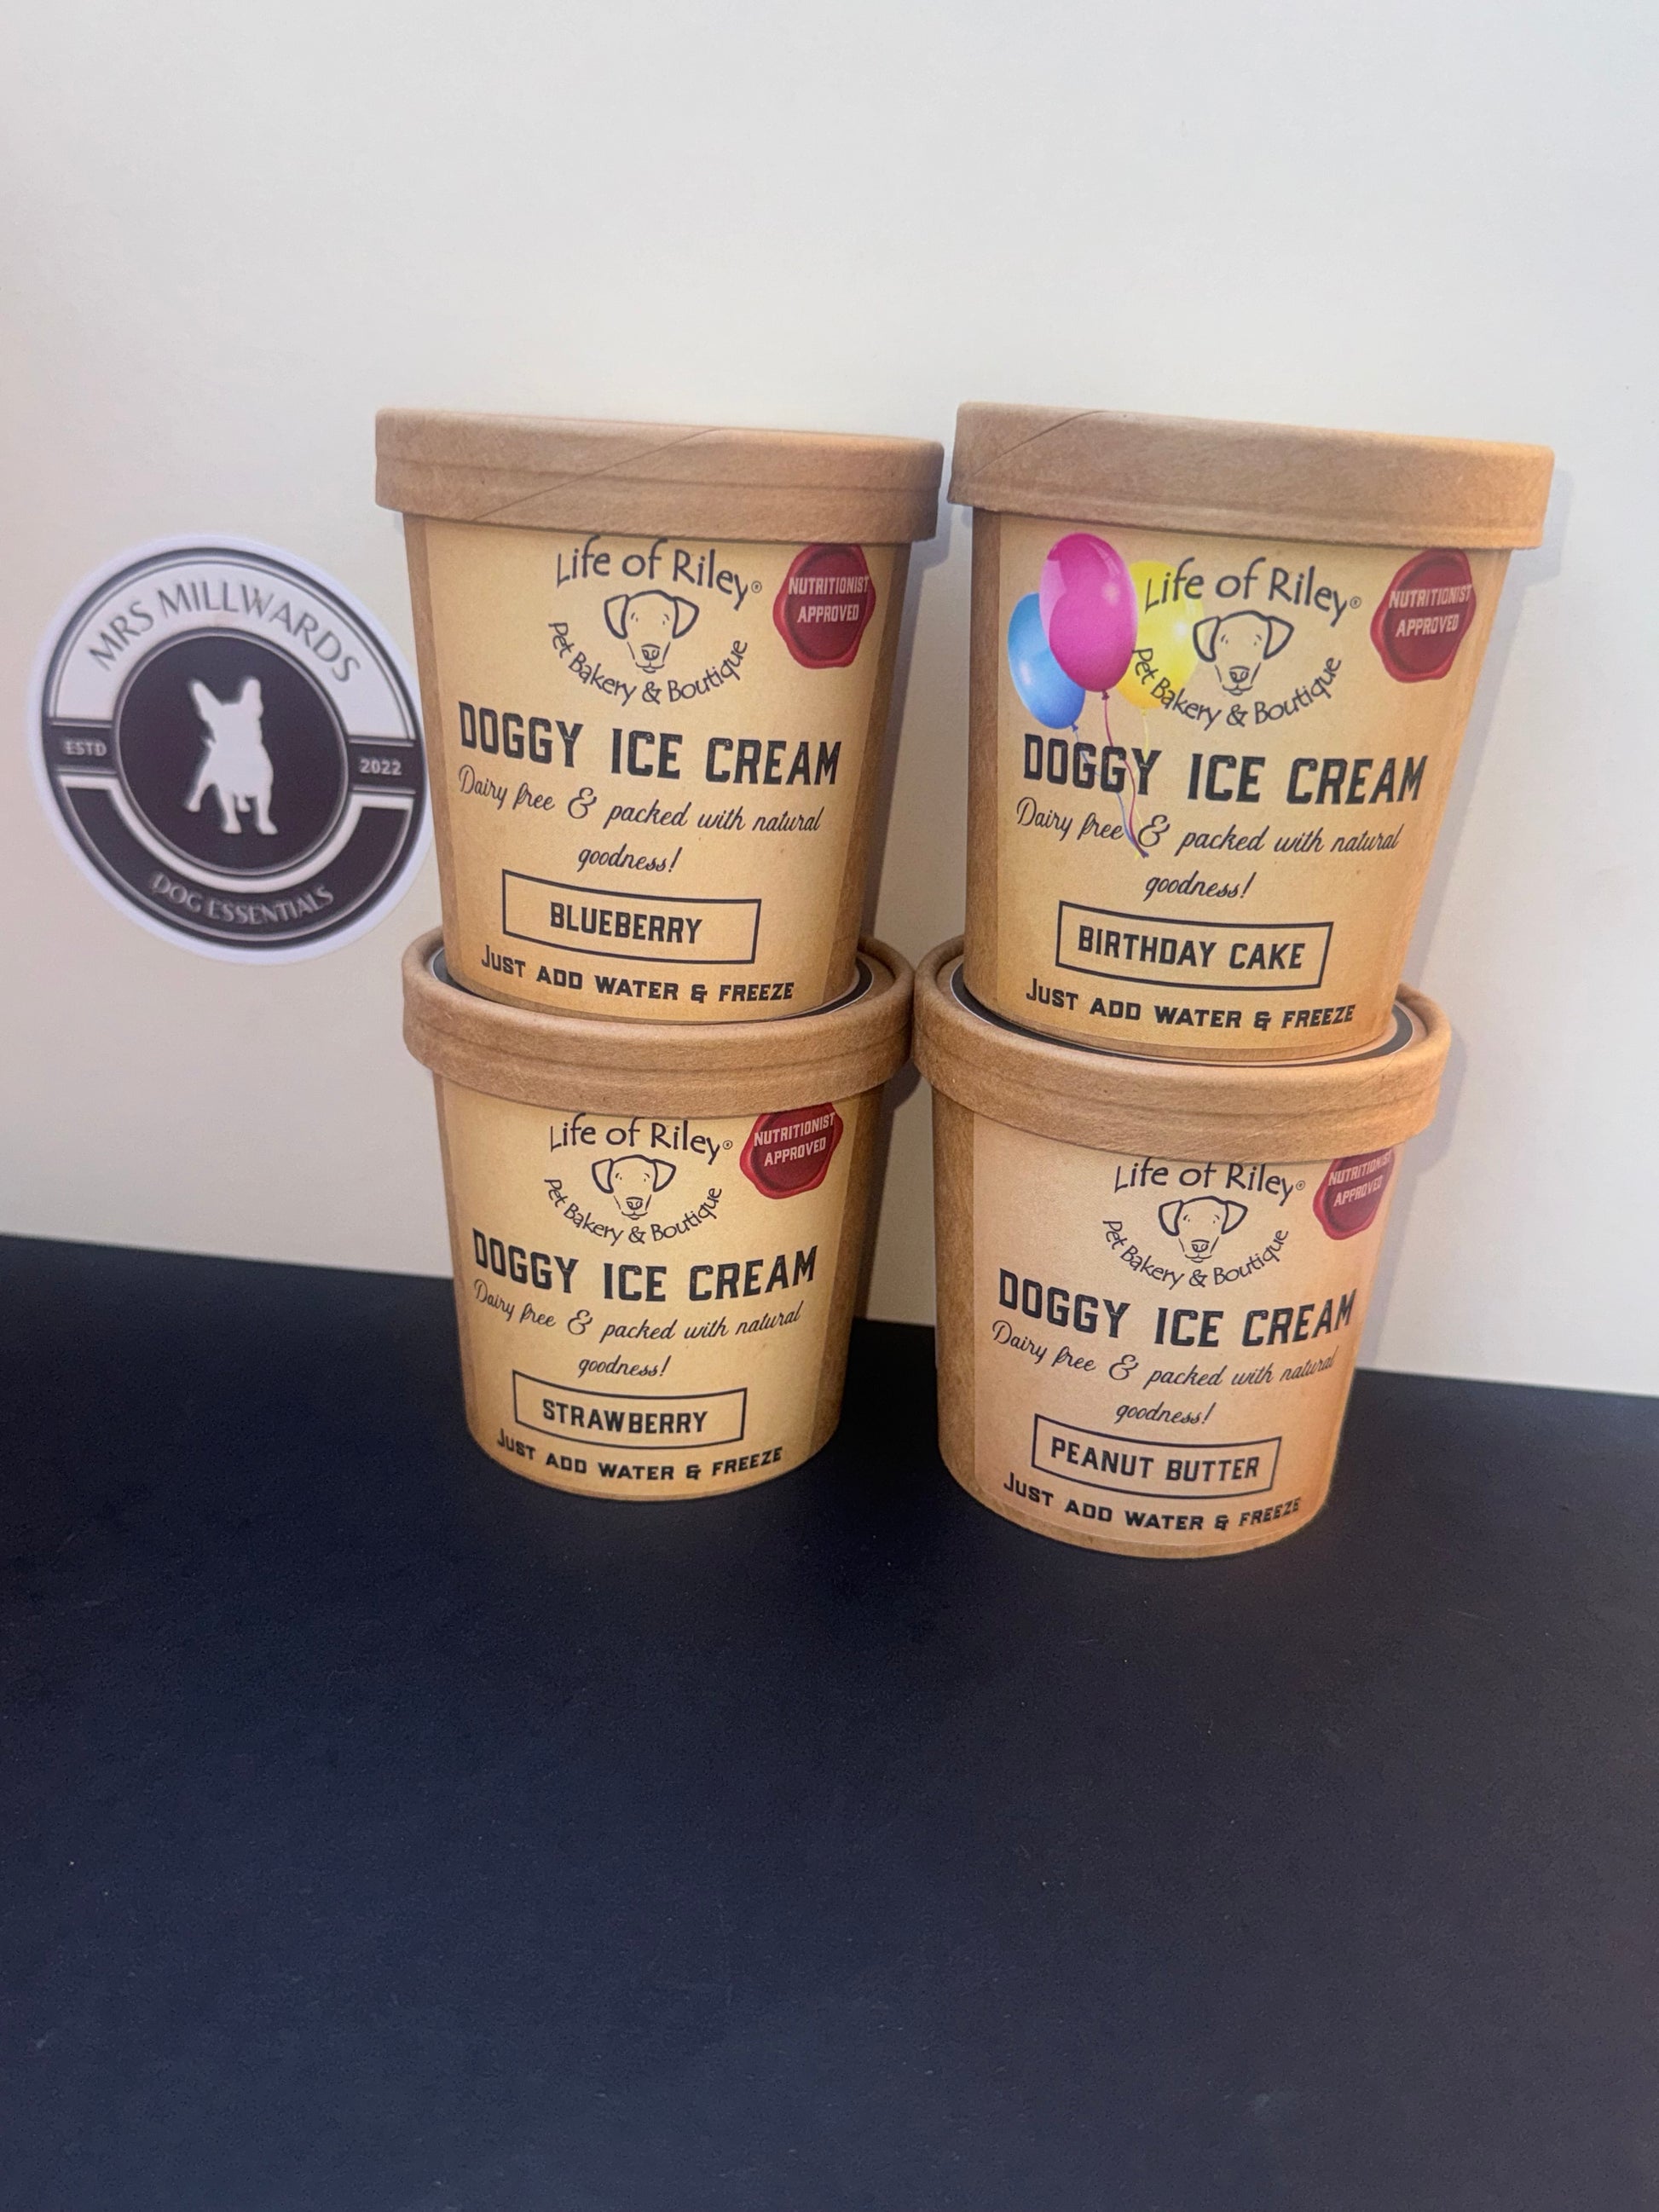 MRS MILLWARDS
ESTD
2022
DOG ESSENTIALS
Life of Riley®
Pet Bakery & Boutique
NUTRITIONIST
APPROVED
DOGGY ICE CREAM
Dairy free & packed with natural
goodness!
BLUEBERRY
JUST ADD WATER & FREEZE
Life of Riley®
Pet Bakery & Boutique
NUTRITIONIST
APPROVED
DOGGY ICE CREAM
Dairy free & packed with natural
goodness!
BIRTHDAY CAKE
JUST ADD WATER & FREEZE
Life of Riley®
Pet Bakery & Boutique
NUTRITIONIST
APPROVED
DOGGY ICE CREAM
Dairy free & packed with natural
goodness!
STRAWBERRY
JUST ADD WATER & FREEZE
Life of Riley®
Pet Bakery & Boutique
NUTRITIONIST
APPROVED
DOGGY ICE CREAM
Dairy free & packed with natural
goodness!
PEANUT BUTTER
JUST ADD WATER & FREEZE